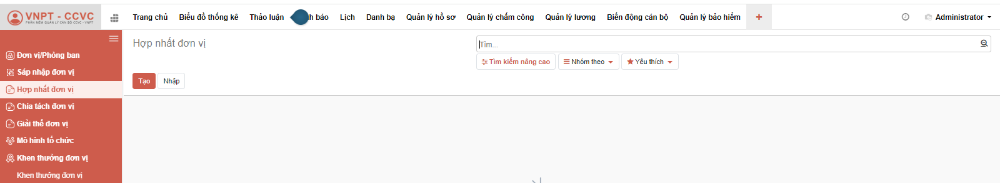 VNPT - CCVC
PHẦN MỀM QUẢN LÝ CÁN BỘ CCVC - VNPT
Trang chủ Biểu đồ thống kê Thảo luận h báo Lịch Danh bạ Quản lý hồ sơ Quản lý chấm công Quản lý lương Biến động cán bộ Quản lý bảo hiểm + Administrator
Đơn vị/Phòng ban
Sáp nhập đơn vị
Hợp nhất đơn vị
Chia tách đơn vị
Giải thể đơn vị
Mô hình tổ chức
Khen thưởng đơn vị
Khen thưởng đơn vị
Hợp nhất đơn vị
Tìm...
Tìm kiếm nâng cao Nhóm theo Yêu thích
Tạo Nhập